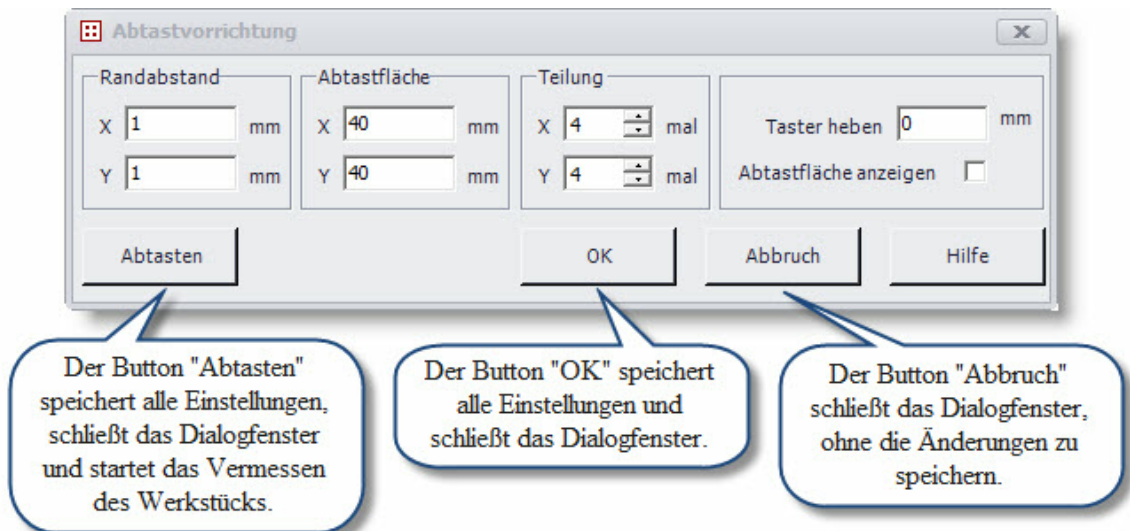 Abtastvorrichtung
Randabstand
X 1 mm
Y 1 mm
Abtastfläche
X 40 mm
Y 40 mm
Teilung
X 4 mal
Y 4 mal
Taster heben 0 mm
Abtastfläche anzeigen
Abtasten
OK
Abbruch
Hilfe
Der Button "Abtasten"
speichert alle Einstellungen,
schließt das Dialogfenster
und startet das Vermessen
des Werkstücks.
Der Button "OK" speichert
alle Einstellungen und
schließt das Dialogfenster.
Der Button "Abbruch"
schließt das Dialogfenster,
ohne die Änderungen zu
speichern.